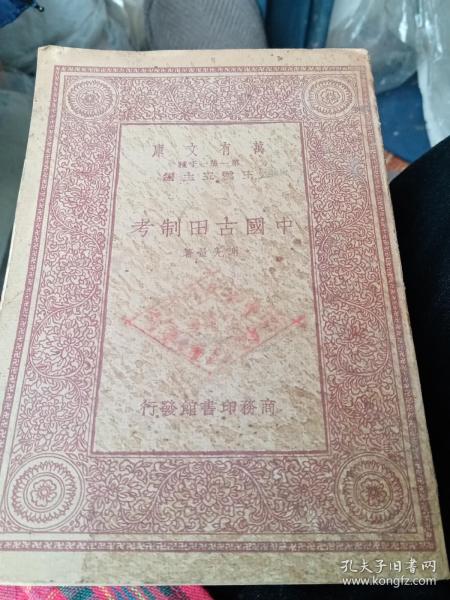 萬有文庫
第一集一千種
王雲五主編
中國古田制考
著
商務印書館發行
孔夫子旧书网
www.kongfz.com